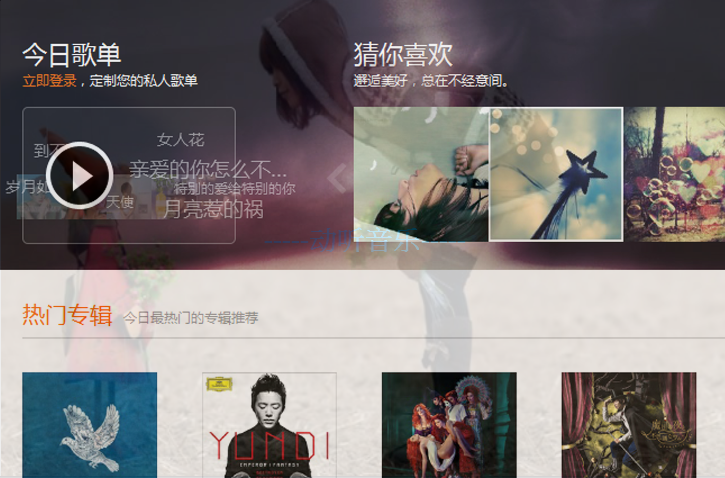 今日歌单
立即登录，定制您的私人歌单
猜你喜欢
邂逅美好，总在不经意间。
女人花
到不
亲爱的你怎么不...
岁月如
特别的爱给特别的你
天使
月亮惹的祸
热门专辑 今日最热门的专辑推荐
YUNDI
EMPEROR / FANTASY